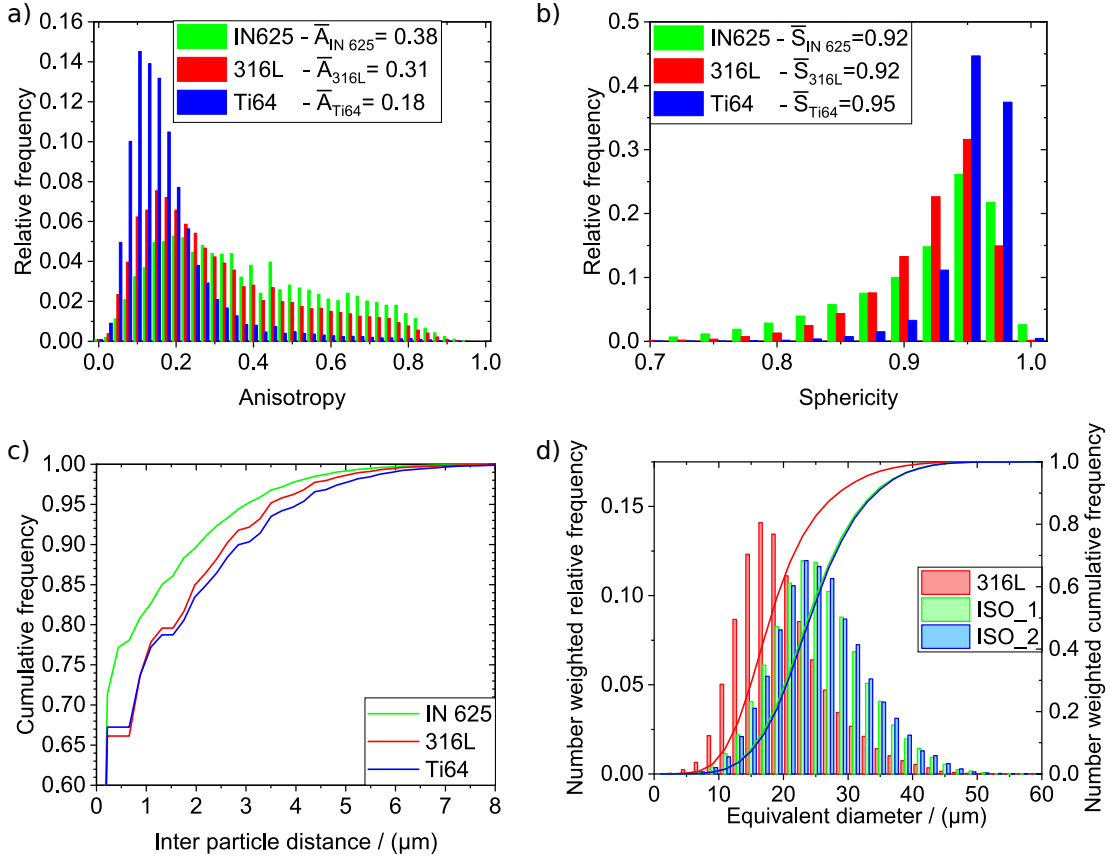 a)
IN625 - A̅IN 625 = 0.38
316L - A̅316L= 0.31
Ti64 - A̅Ti64= 0.18
0.16
0.14
0.12
0.10
0.08
0.06
0.04
0.02
0.00
Relative frequency
0.0 0.2 0.4 0.6 0.8 1.0
Anisotropy
b)
IN625 - S̅IN 625=0.92
316L - S̅316L=0.92
Ti64 - S̅Ti64=0.95
0.5
0.4
0.3
0.2
0.1
0.0
Relative frequency
0.7 0.8 0.9 1.0
Sphericity
c)
1.00
0.95
0.90
0.85
0.80
0.75
0.70
0.65
0.60
Cumulative frequency
IN 625
316L
Ti64
0 1 2 3 4 5 6 7 8
Inter particle distance / (µm)
d)
0.15
0.10
0.05
0.00
Number weighted relative frequency
316L
ISO_1
ISO_2
1.0
0.8
0.6
0.4
0.2
0.0
Number weighted cumulative frequency
0 10 20 30 40 50 60
Equivalent diameter / (µm)